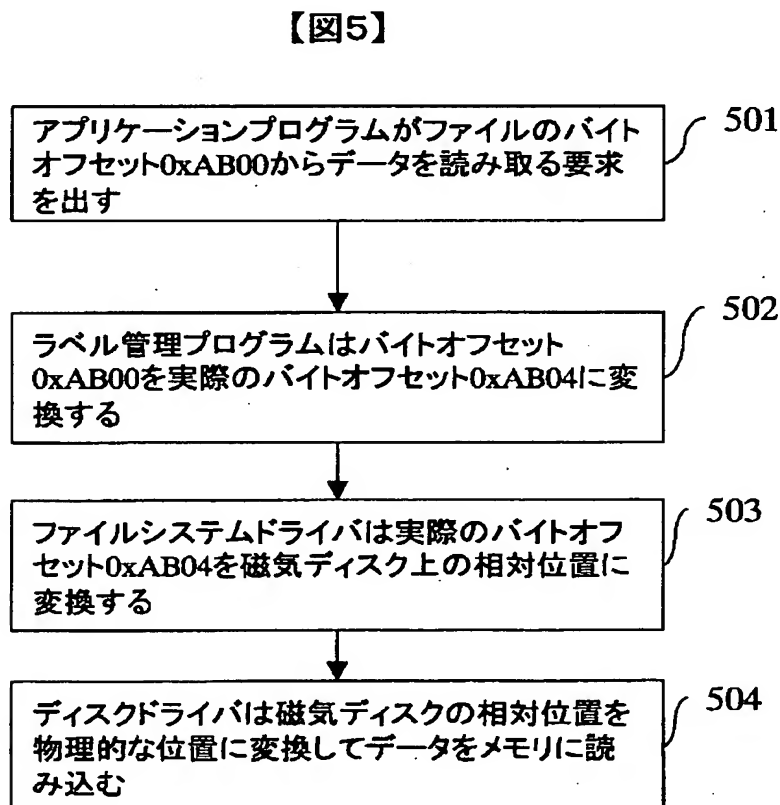 【図5】
アプリケーションプログラムがファイルのバイト
オフセット0xAB00からデータを読み取る要求
を出す
501
ラベル管理プログラムはバイトオフセット
0xAB00を実際のバイトオフセット0xAB04に変
換する
502
ファイルシステムドライバは実際のバイトオフ
セット0xAB04を磁気ディスク上の相対位置に
変換する
503
ディスクドライバは磁気ディスクの相対位置を
物理的な位置に変換してデータをメモリに読
み込む
504